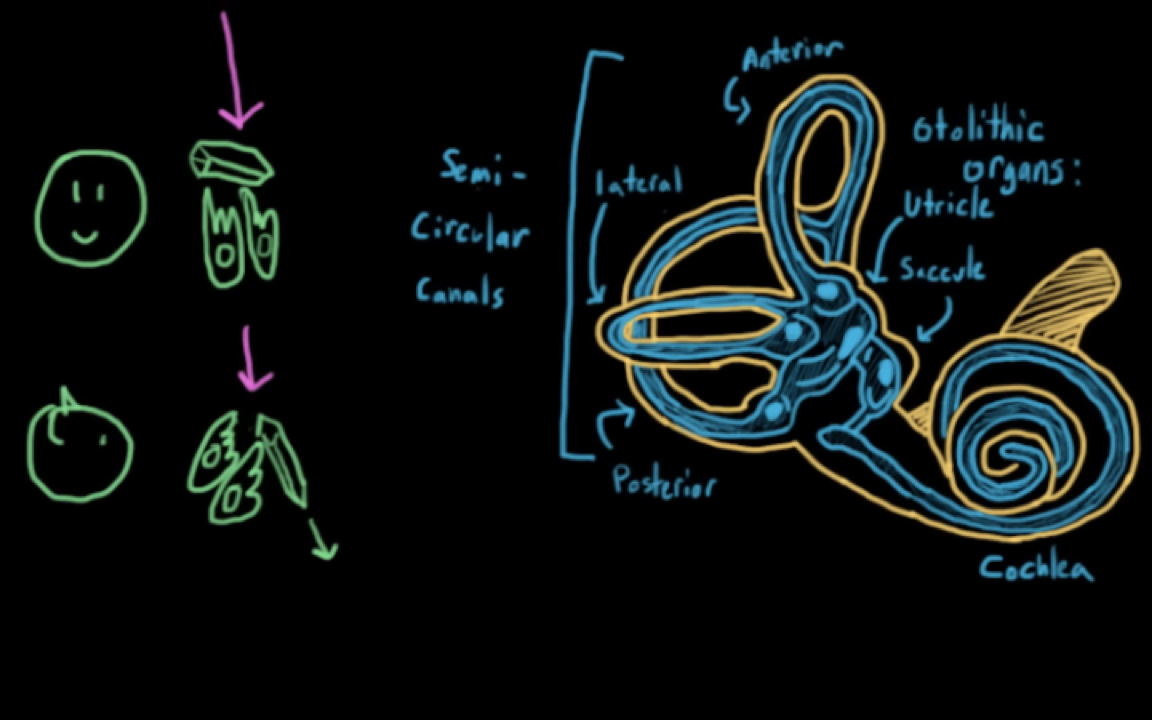 Anterior
Otolithic
organs:
Semi-
lateral
Utricle
Circular
Saccule
Canals
Posterior
Cochlea